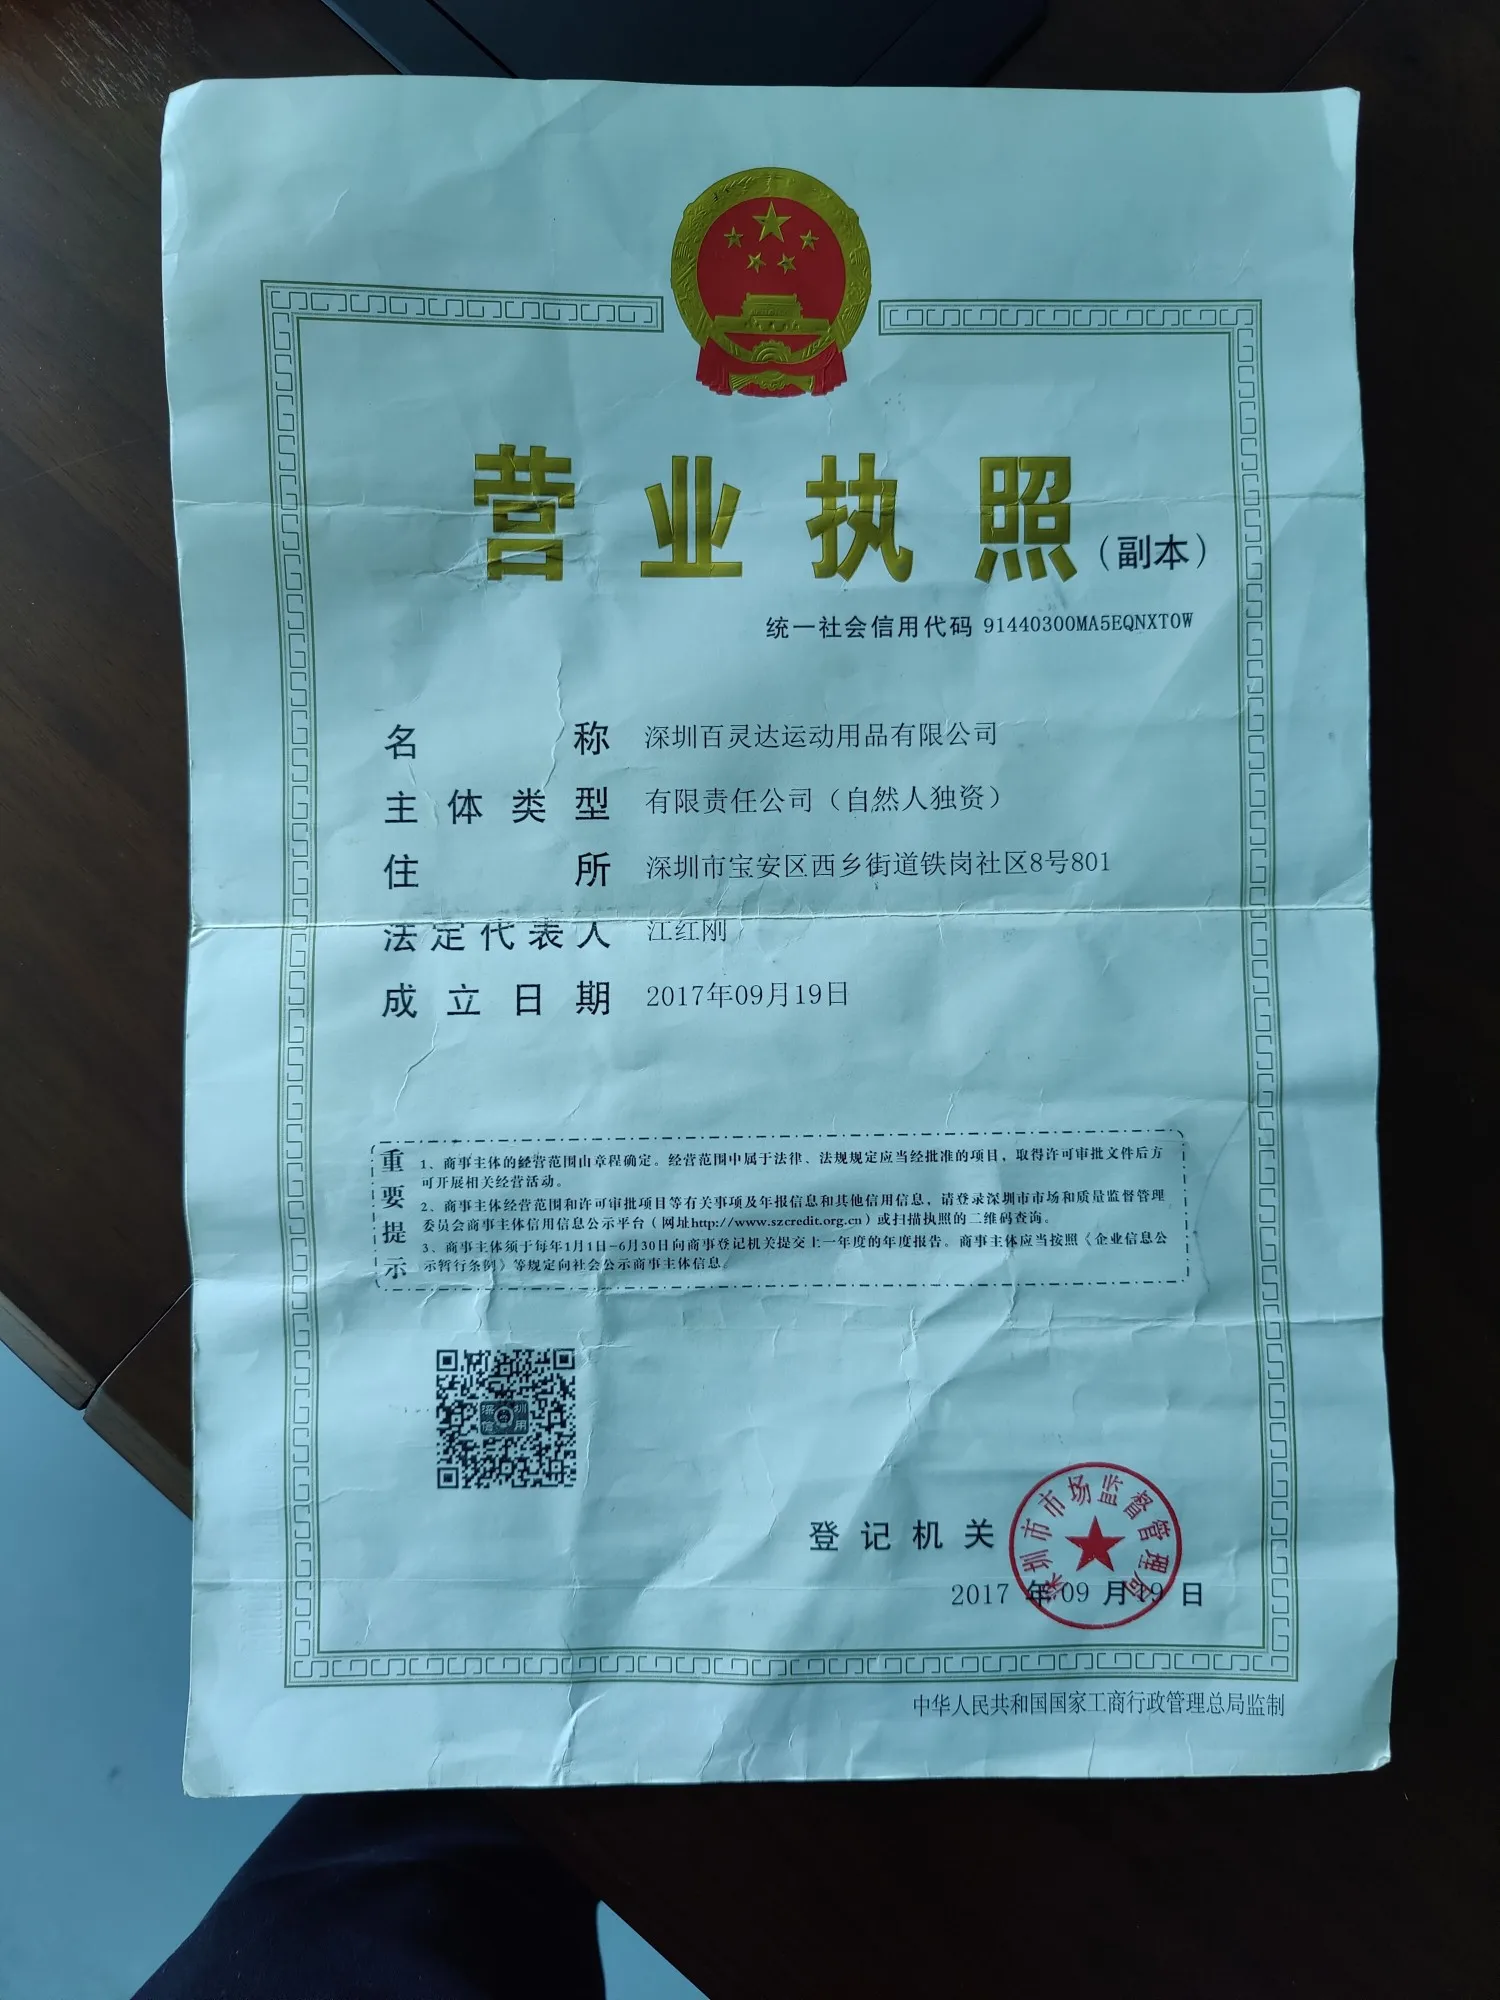 营业执照(副本)
统一社会信用代码 91440300MA5EQNXT0W
名称 深圳百灵达运动用品有限公司
主体类型 有限责任公司（自然人独资）
住所 深圳市宝安区西乡街道铁岗社区8号801
法定代表人 江红刚
成立日期 2017年09月19日
重要提示
1、商事主体的经营范围由章程确定。经营范围中属于法律、法规规定应当经批准的项目，取得许可审批文件后方
可开展相关经营活动。
2、商事主体经营范围和许可审批项目等有关事项及年报信息和其他信用信息，请登录深圳市市场和质量监督管理
委员会商事主体信用信息公示平台（网址http://www.szcredit.org.cn）或扫描执照的二维码查询。
3、商事主体须于每年1月1日-6月30日向商事登记机关提交上一年度的年度报告。商事主体应当按照《企业信息公
示暂行条例》等规定向社会公示商事主体信息。
深圳
信用
登记机关
深圳市市场监督管理局
2017 年 09 月 19 日
中华人民共和国国家工商行政管理总局监制